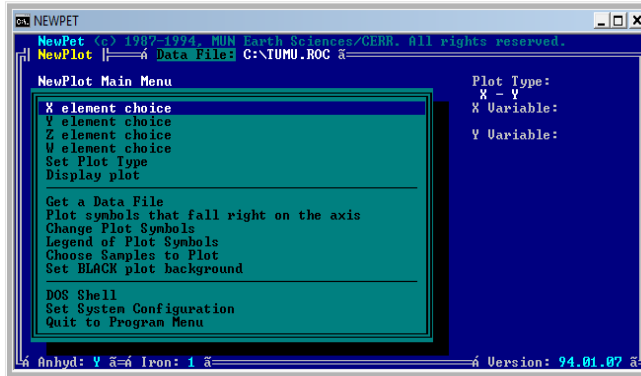 NEWPET
NewPet (c) 1987-1994, MUN Earth Sciences/CERR. All rights reserved.
NewPlot á Data File: C:\TUMU.ROC ã
NewPlot Main Menu
Plot Type:
X - Y
X element choice
X Variable:
Y element choice
Z element choice
Y Variable:
W element choice
Set Plot Type
Display plot
Get a Data File
Plot symbols that fall right on the axis
Change Plot Symbols
Legend of Plot Symbols
Choose Samples to Plot
Set BLACK plot background
DOS Shell
Set System Configuration
Quit to Program Menu
á Anhyd: Y ã á Iron: 1 ã á Version: 94.01.07 ã